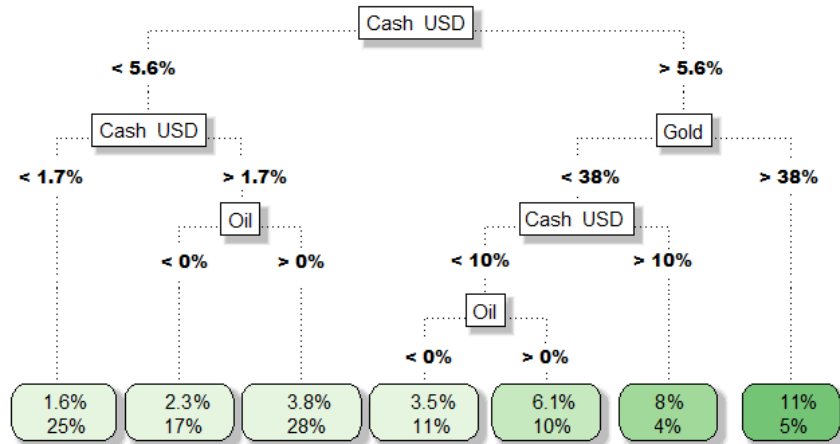 Cash USD
< 5.6%
> 5.6%
Cash USD
Gold
< 1.7%
> 1.7%
< 38%
> 38%
Oil
Cash USD
< 0%
> 0%
< 10%
> 10%
Oil
< 0%
> 0%
1.6% 2.3% 3.8% 3.5% 6.1% 8% 11%
25% 17% 28% 11% 10% 4% 5%